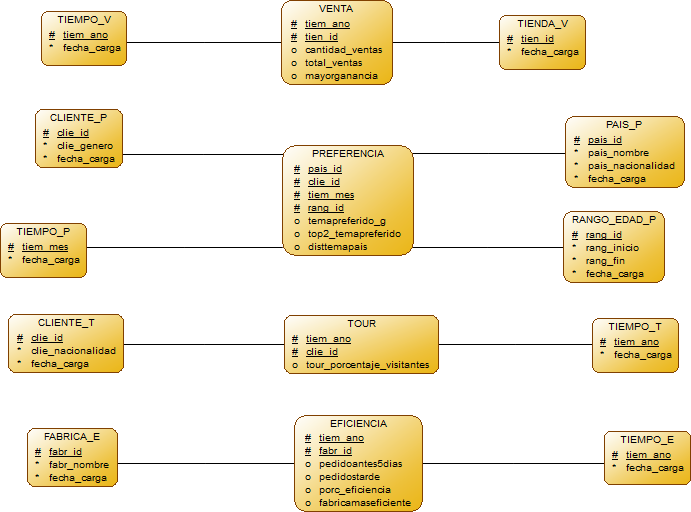 TIEMPO_V
# tiem_ano
* fecha_carga
VENTA
# tiem_ano
# tien_id
o cantidad_ventas
o total_ventas
o mayorganancia
TIENDA_V
# tien_id
* fecha_carga
CLIENTE_P
# clie_id
* clie_genero
* fecha_carga
PREFERENCIA
# pais_id
# clie_id
# tiem_mes
# rang_id
o temapreferido_g
o top2_temapreferido
o disttemapais
PAIS_P
# pais_id
* pais_nombre
* pais_nacionalidad
* fecha_carga
TIEMPO_P
# tiem_mes
* fecha_carga
RANGO_EDAD_P
# rang_id
* rang_inicio
* rang_fin
* fecha_carga
CLIENTE_T
# clie_id
* clie_nacionalidad
* fecha_carga
TOUR
# tiem_ano
# clie_id
o tour_porcentaje_visitantes
TIEMPO_T
# tiem_ano
* fecha_carga
FABRICA_E
# fabr_id
* fabr_nombre
* fecha_carga
EFICIENCIA
# tiem_ano
# fabr_id
o pedidoantes5dias
o pedidostarde
o porc_eficiencia
o fabricamaseficiente
TIEMPO_E
# tiem_ano
* fecha_carga